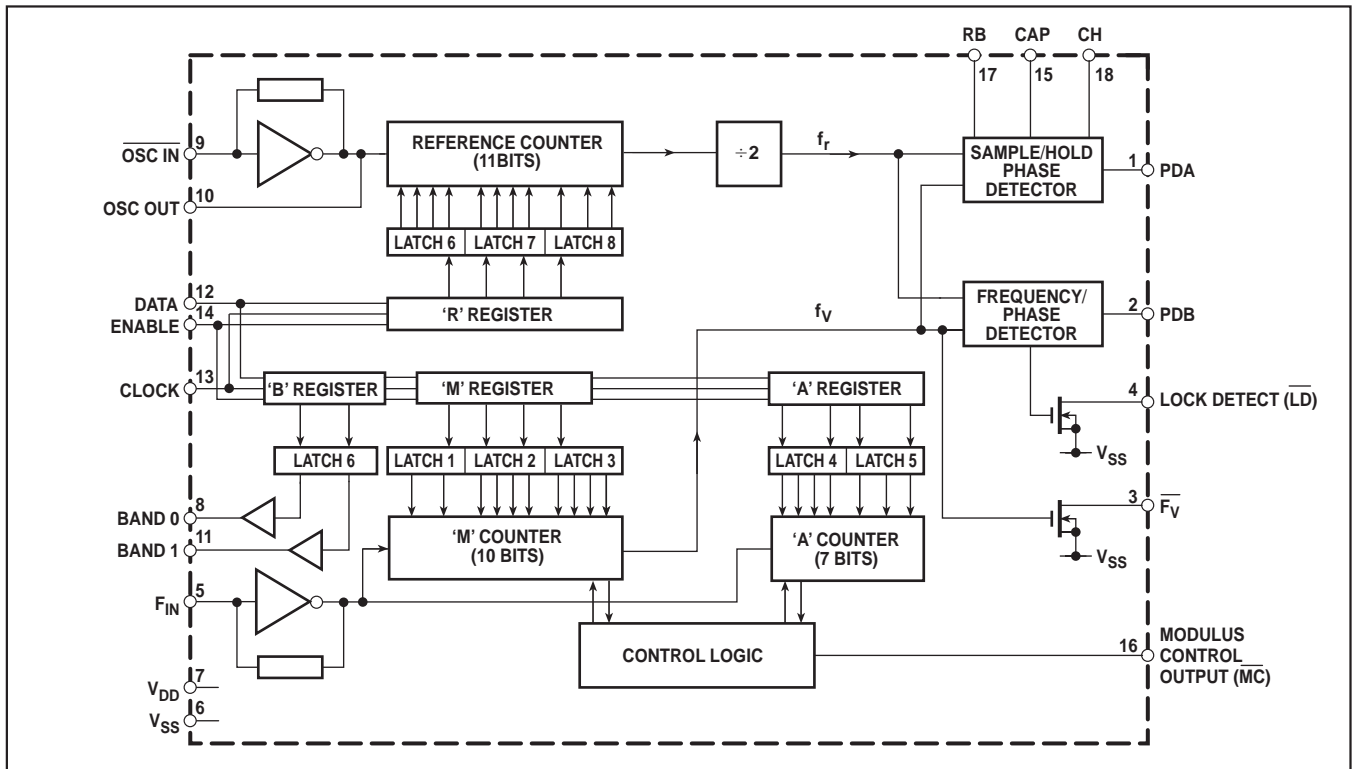 RB CAP CH
17 15 18
9
OSC IN
10
OSC OUT
REFERENCE COUNTER
(11BITS)
÷2
fr
SAMPLE/HOLD
PHASE
DETECTOR
1
PDA
LATCH 6 LATCH 7 LATCH 8
12
DATA
14
ENABLE
'R' REGISTER
fV
FREQUENCY/
PHASE
DETECTOR
2
PDB
13
CLOCK
'B' REGISTER
'M' REGISTER
'A' REGISTER
4
LOCK DETECT (LD)
VSS
LATCH 6
LATCH 1 LATCH 2 LATCH 3
LATCH 4 LATCH 5
8
BAND 0
11
BAND 1
'M' COUNTER
(10 BITS)
'A' COUNTER
(7 BITS)
3
FV
VSS
5
FIN
CONTROL LOGIC
16
MODULUS
CONTROL
OUTPUT (MC)
7
VDD
6
VSS